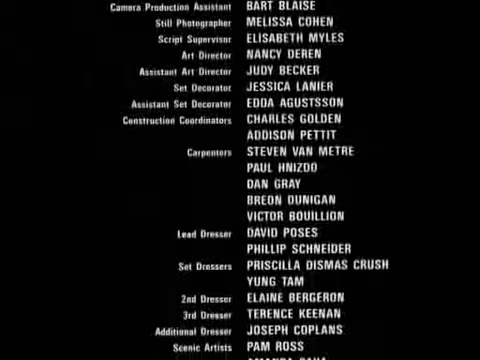 Camera Production Assistant BART BLAISE
Still Photographer MELISSA COHEN
Script Supervisor ELISABETH MYLES
Art Director NANCY DEREN
Assistant Art Director JUDY BECKER
Set Decorator JESSICA LANIER
Assistant Set Decorator EDDA AGUSTSSON
Construction Coordinators CHARLES GOLDEN
ADDISON PETTIT
Carpenters STEVEN VAN METRE
PAUL HNIZDO
DAN GRAY
BREON DUNIGAN
VICTOR BOUILLION
Lead Dresser DAVID POSES
PHILLIP SCHNEIDER
Set Dressers PRISCILLA DISMAS CRUSH
YUNG TAM
2nd Dresser ELAINE BERGERON
3rd Dresser TERENCE KEENAN
Additional Dresser JOSEPH COPLANS
Scenic Artists PAM ROSS